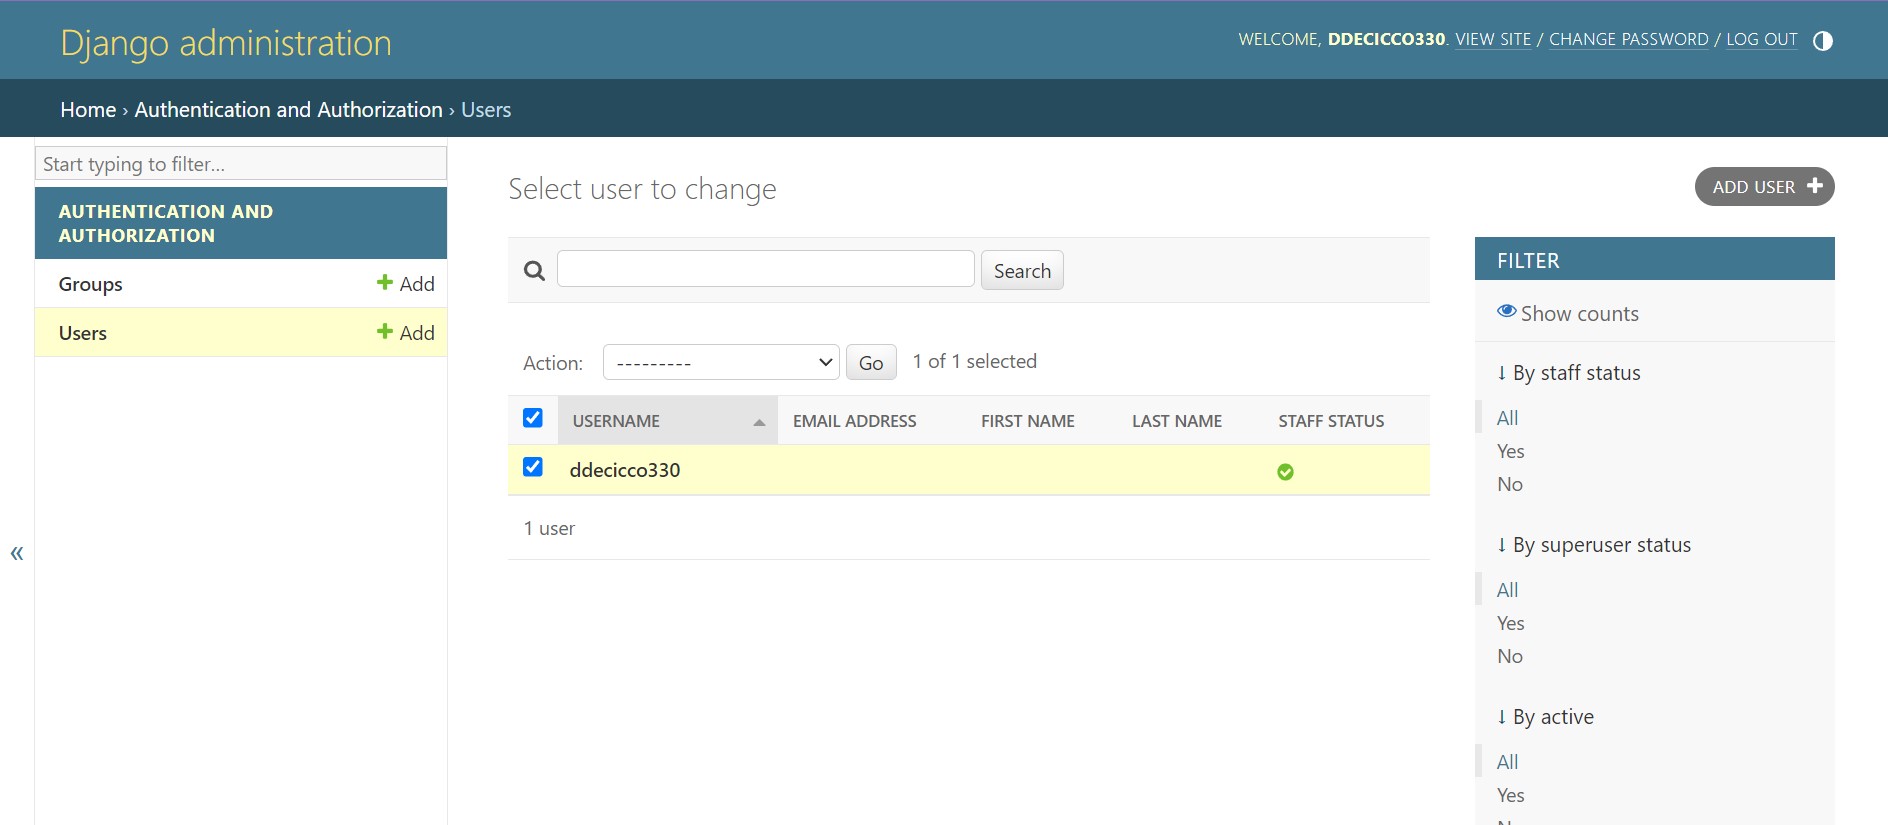 Django administration
WELCOME, DDECICCO330. VIEW SITE / CHANGE PASSWORD / LOG OUT
Home › Authentication and Authorization › Users
Start typing to filter...
AUTHENTICATION AND
AUTHORIZATION
Groups + Add
Users + Add
«
Select user to change
ADD USER +
Search
Action: --------- Go 1 of 1 selected
USERNAME EMAIL ADDRESS FIRST NAME LAST NAME STAFF STATUS
ddecicco330
1 user
FILTER
Show counts
↓ By staff status
All
Yes
No
↓ By superuser status
All
Yes
No
↓ By active
All
Yes